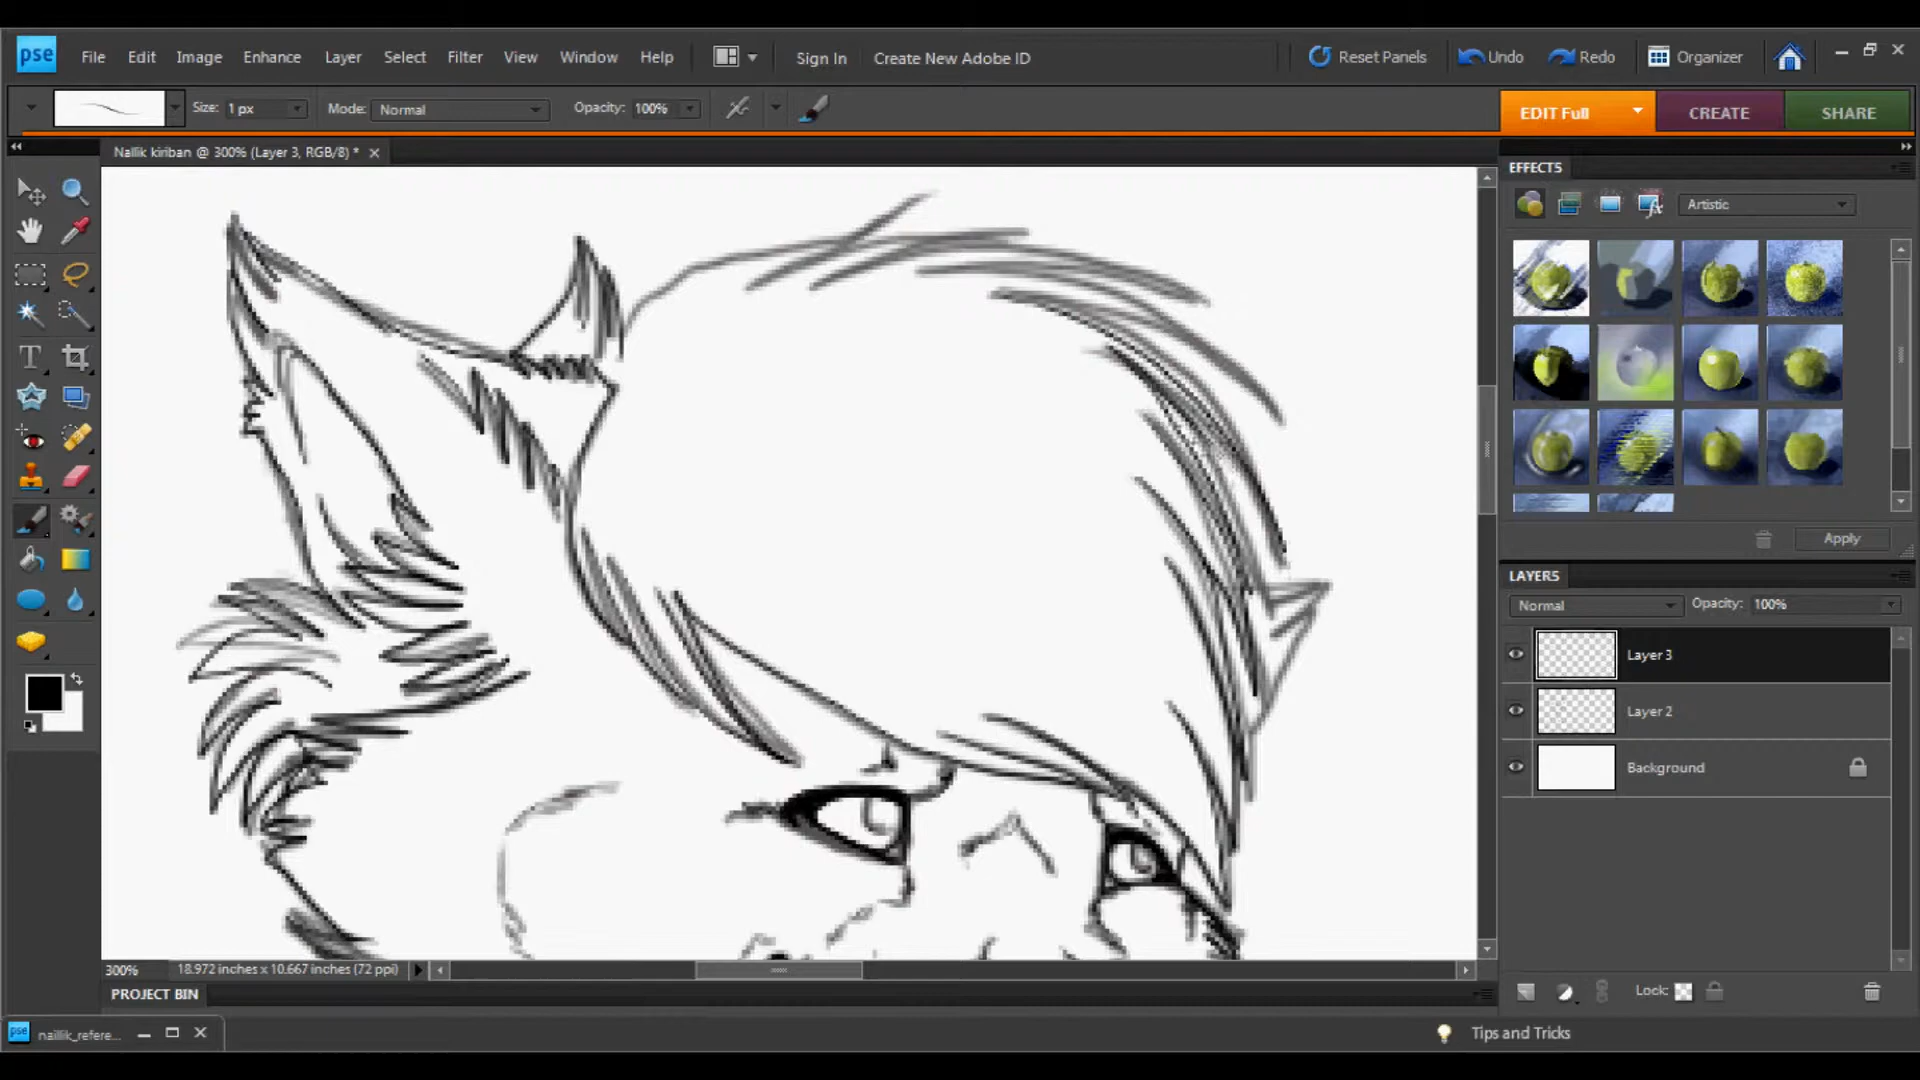 pse File Edit Image Enhance Layer Select Filter View Window Help Sign In Create New Adobe ID Reset Panels Undo Redo Organizer
Size: 1 px Mode: Normal Opacity: 100% EDIT Full CREATE SHARE
Nallik kiriban @ 300% (Layer 3, RGB/8) *
EFFECTS
Artistic
T
Apply
LAYERS
Normal Opacity: 100%
Layer 3
Layer 2
Background
300% 18.972 inches x 10.667 inches (72 ppi)
Lock:
PROJECT BIN
pse naillik_refere...
Tips and Tricks